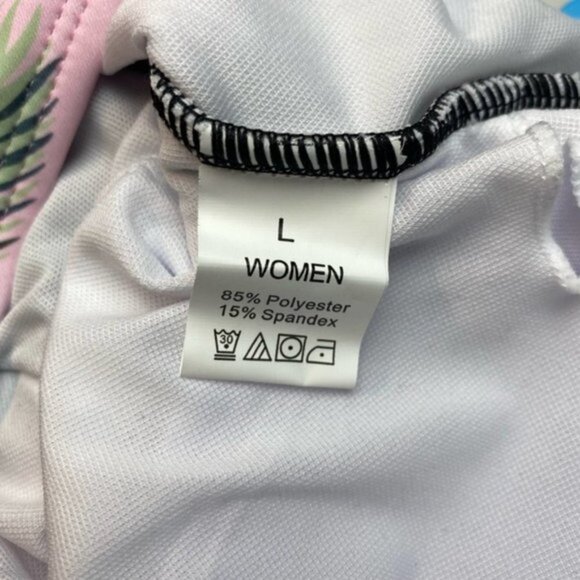 L
WOMEN
85% Polyester
15% Spandex
30